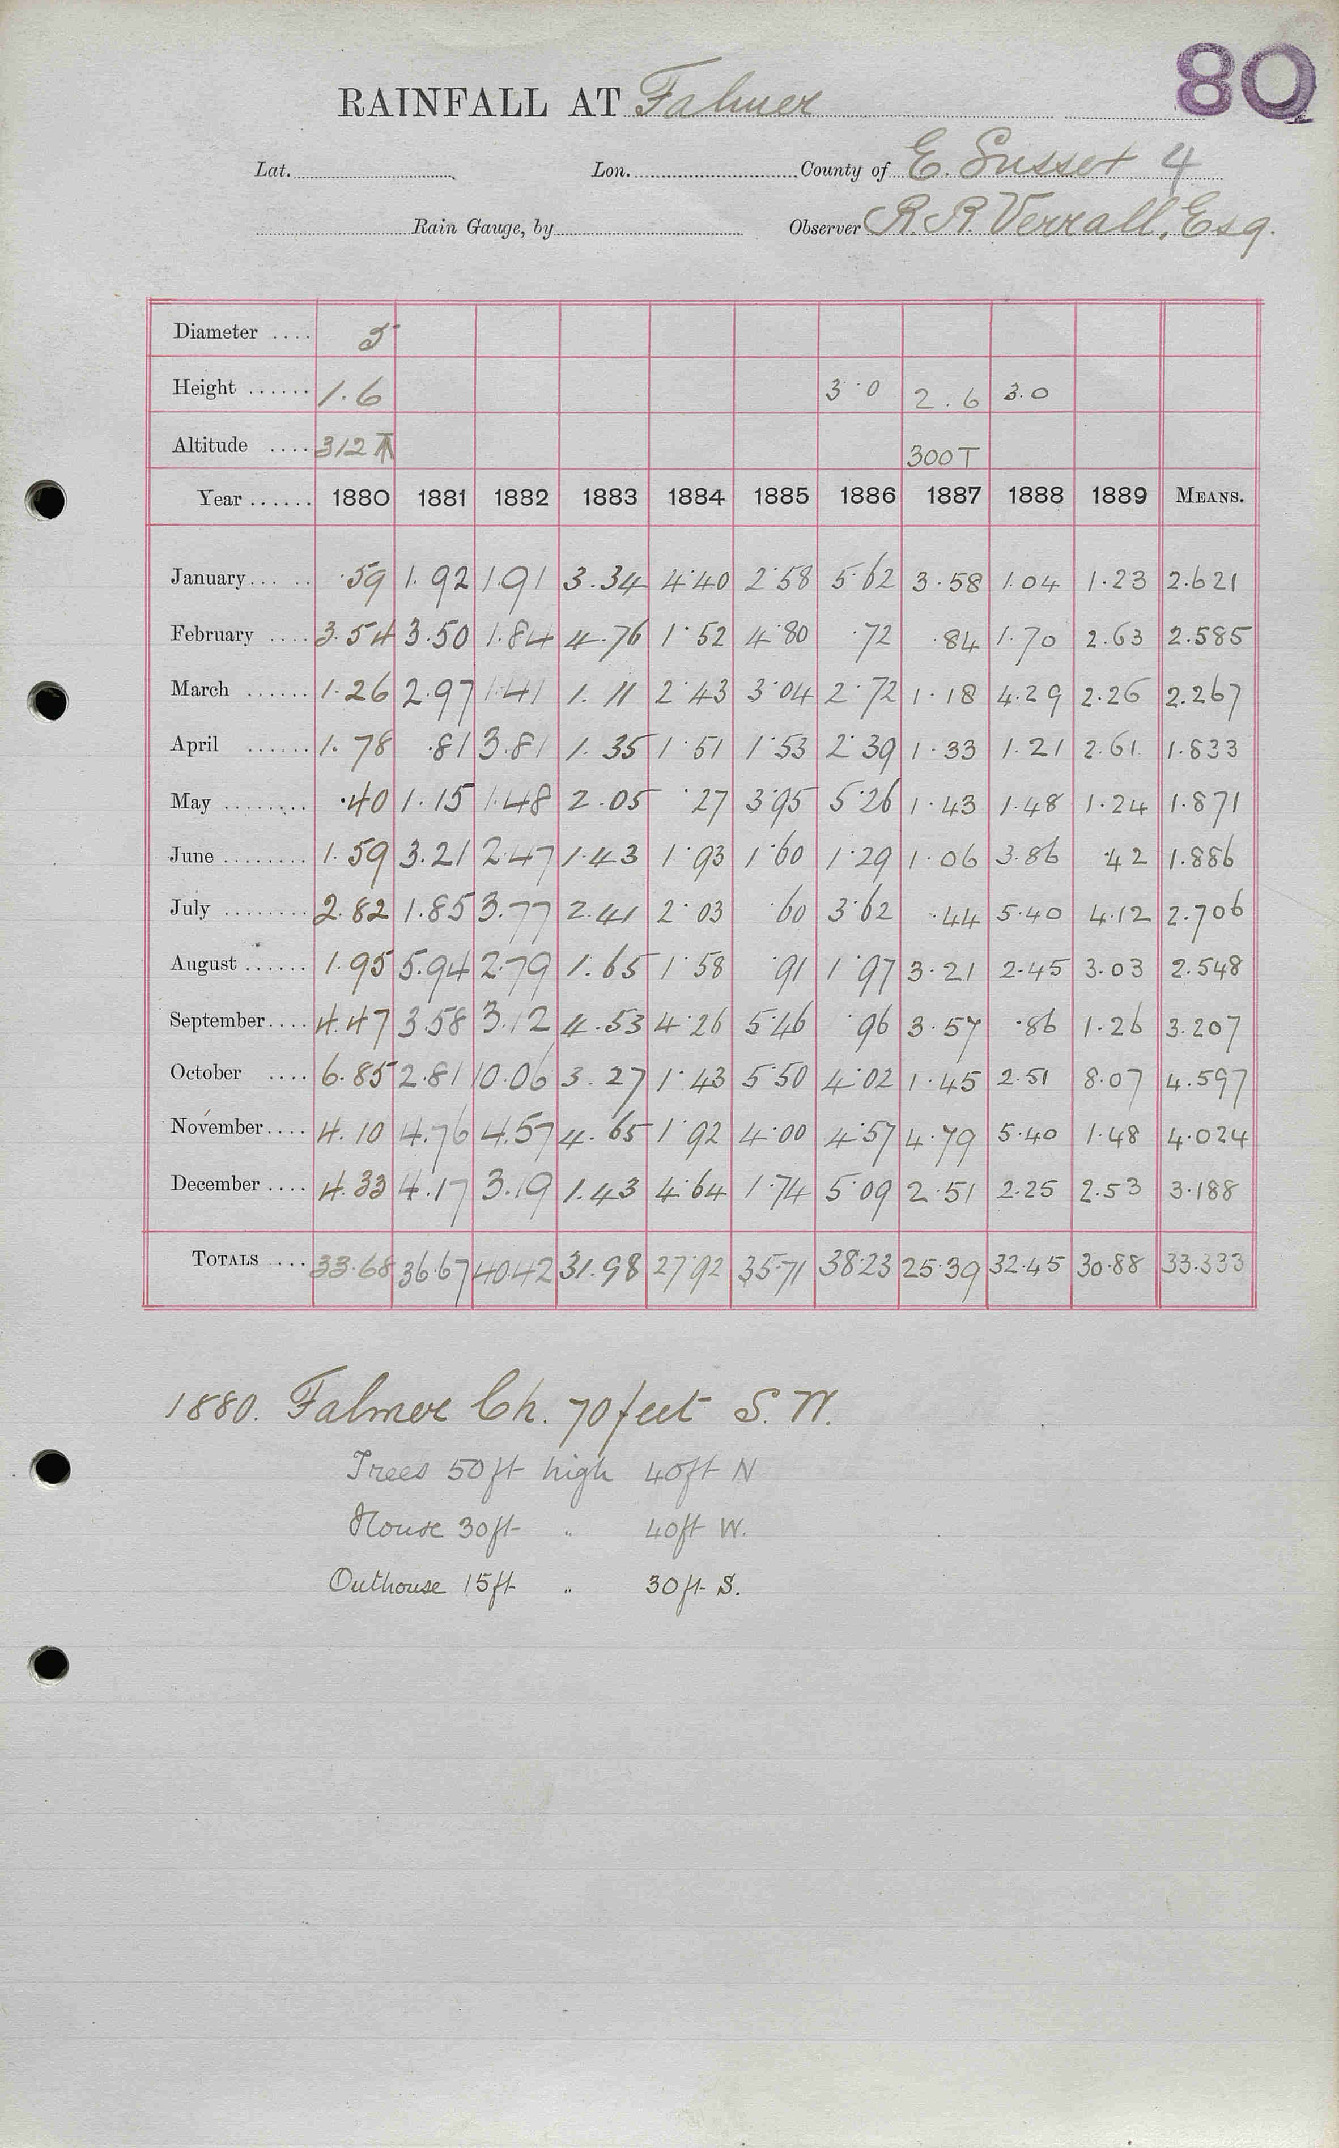 80
RAINFALL AT Falmer
Lat. Lon. County of E. Sussex 4
Rain Gauge, by Observer R. R. Verrall, Esq.
Diameter .... 5
Height ...... 1.6 3.0 2.6 3.0
Altitude .... 312 300T
Year ...... 1880 1881 1882 1883 1884 1885 1886 1887 1888 1889 MEANS.
January ... .. .59 1.92 1.91 3.34 4.40 2.58 5.62 3.58 1.04 1.23 2.621
February .... 3.54 3.50 1.84 4.76 1.52 4.80 .72 .84 1.70 2.63 2.585
March ...... 1.26 2.97 1.41 1.11 2.43 3.04 2.72 1.18 4.29 2.26 2.267
April ...... 1.78 .81 3.81 1.35 1.51 1.53 2.39 1.33 1.21 2.61 1.833
May ........ .40 1.15 1.48 2.05 .27 3.95 5.26 1.43 1.48 1.24 1.871
June ........ 1.59 3.21 2.47 1.43 1.93 1.60 1.29 1.06 3.86 .42 1.886
July ........ 2.82 1.85 3.77 2.41 2.03 .60 3.62 .44 5.40 4.12 2.706
August ...... 1.95 5.94 2.79 1.65 1.58 .91 1.97 3.21 2.45 3.03 2.548
September .... 4.47 3.58 3.12 4.53 4.26 5.46 .96 3.57 .86 1.26 3.207
October .... 6.85 2.81 10.06 3.27 1.43 5.50 4.02 1.45 2.51 8.07 4.597
November .... 4.10 4.76 4.57 4.65 1.92 4.00 4.57 4.79 5.40 1.48 4.024
December .... 4.33 4.17 3.19 1.43 4.64 1.74 5.09 2.51 2.25 2.53 3.188
TOTALS .... 33.68 36.67 40.42 31.98 27.92 35.71 38.23 25.39 32.45 30.88 33.333
1880. Falmer Ch. 70 feet S.W.
Trees 50ft high 40ft N
House 30ft " 40ft W.
Outhouse 15ft " 30ft S.